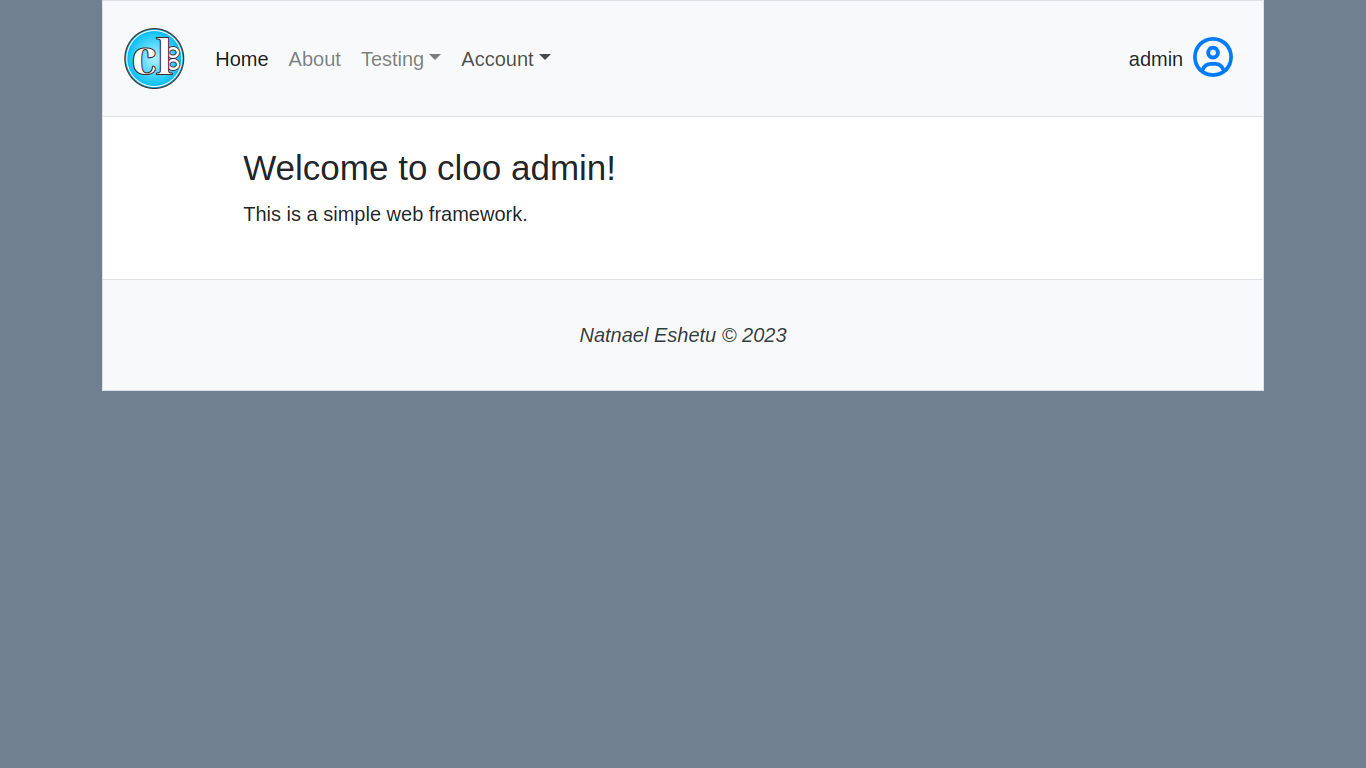 Home About Testing Account admin
Welcome to cloo admin!
This is a simple web framework.
Natnael Eshetu © 2023